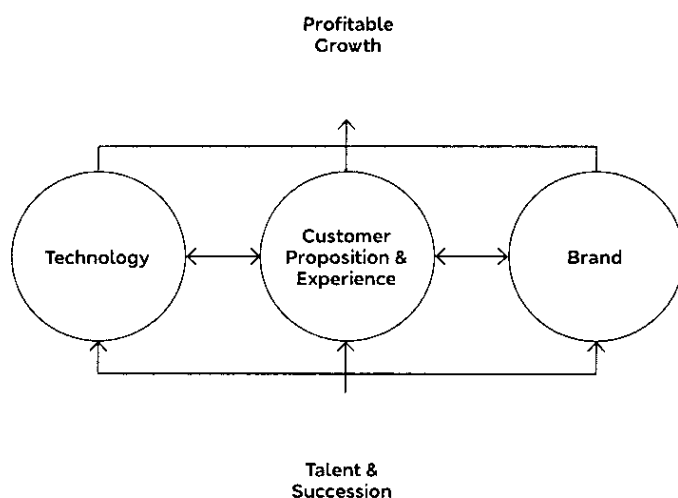 Profitable
Growth
Technology
Customer
Proposition &
Experience
Brand
Talent &
Succession